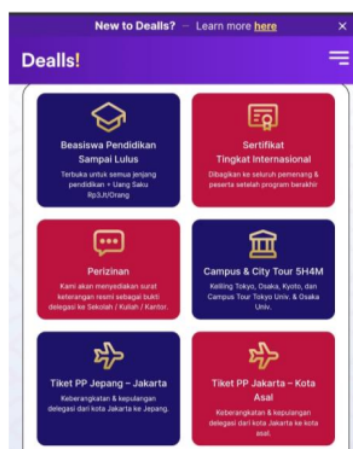 New to Dealls? — Learn more here ×
Dealls!
Beasiswa Pendidikan
Sampai Lulus
Terbuka untuk semua jenjang
pendidikan + Uang Saku
Rp3Jt/Orang
Sertifikat
Tingkat Internasional
Dibagikan ke seluruh pemenang &
peserta setelah program berakhir
Perizinan
Kami akan menyediakan surat
keterangan resmi sebagai bukti
delegasi ke Sekolah / Kuliah / Kantor.
Campus & City Tour 5H4M
Keliling Tokyo, Osaka, Kyoto, dan
Campus Tour Tokyo Univ. & Osaka
Univ.
Tiket PP Jepang – Jakarta
Keberangkatan & kepulangan
delegasi dari kota Jakarta ke Jepang.
Tiket PP Jakarta – Kota
Asal
Keberangkatan & kepulangan
delegasi dari kota Jakarta ke kota
asal.